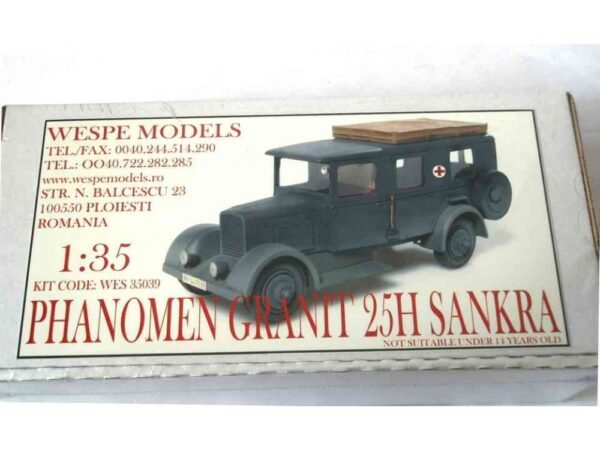 WESPE MODELS
TEL./FAX: 0040.244.514.290
TEL.: OO40.722.282.285
www.wespemodels.ro
STR. N. BALCESCU 23
100550 PLOIESTI
ROMANIA
1:35
KIT CODE: WES 35039
PHANOMEN GRANIT 25H SANKRA
NOT SUITABLE UNDER 14 YEARS OLD